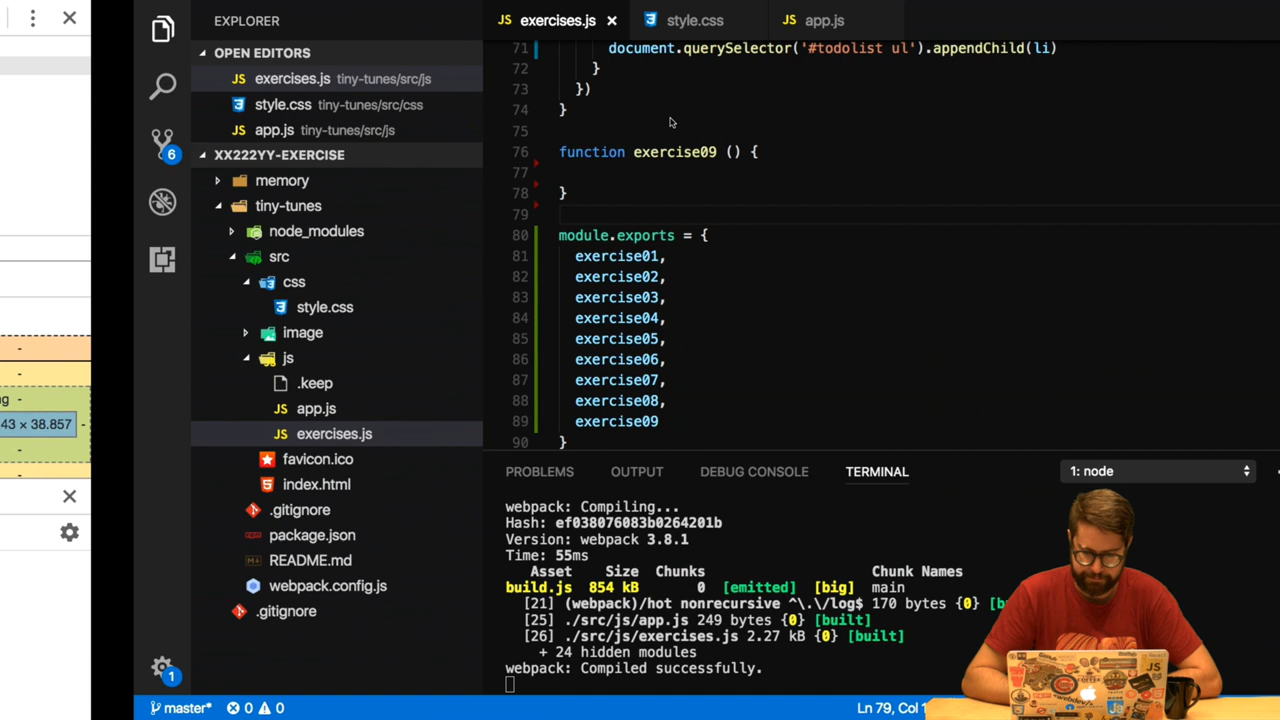 EXPLORER
OPEN EDITORS
JS exercises.js tiny-tunes/src/js
style.css tiny-tunes/src/css
JS app.js tiny-tunes/src/js
XX222YY-EXERCISE
memory
tiny-tunes
node_modules
src
css
style.css
image
js
.keep
JS app.js
JS exercises.js
favicon.ico
index.html
.gitignore
package.json
README.md
webpack.config.js
.gitignore
6
1
-
-
ng -
43 × 38.857 -
-
-
JS exercises.js
style.css
JS app.js
71 document.querySelector('#todolist ul').appendChild(li)
72 }
73 })
74 }
75
76 function exercise09 () {
77
78 }
79
80 module.exports = {
81 exercise01,
82 exercise02,
83 exercise03,
84 exercise04,
85 exercise05,
86 exercise06,
87 exercise07,
88 exercise08,
89 exercise09
90 }
PROBLEMS OUTPUT DEBUG CONSOLE TERMINAL 1: node
webpack: Compiling...
Hash: ef038076083b0264201b
Version: webpack 3.8.1
Time: 55ms
Asset Size Chunks Chunk Names
build.js 854 kB 0 [emitted] [big] main
[21] (webpack)/hot nonrecursive ^\.\/log$ 170 bytes {0} [b
[25] ./src/js/app.js 249 bytes {0} [built]
[26] ./src/js/exercises.js 2.27 kB {0} [built]
+ 24 hidden modules
webpack: Compiled successfully.
master* 0 0 Ln 79, Col 1
JS